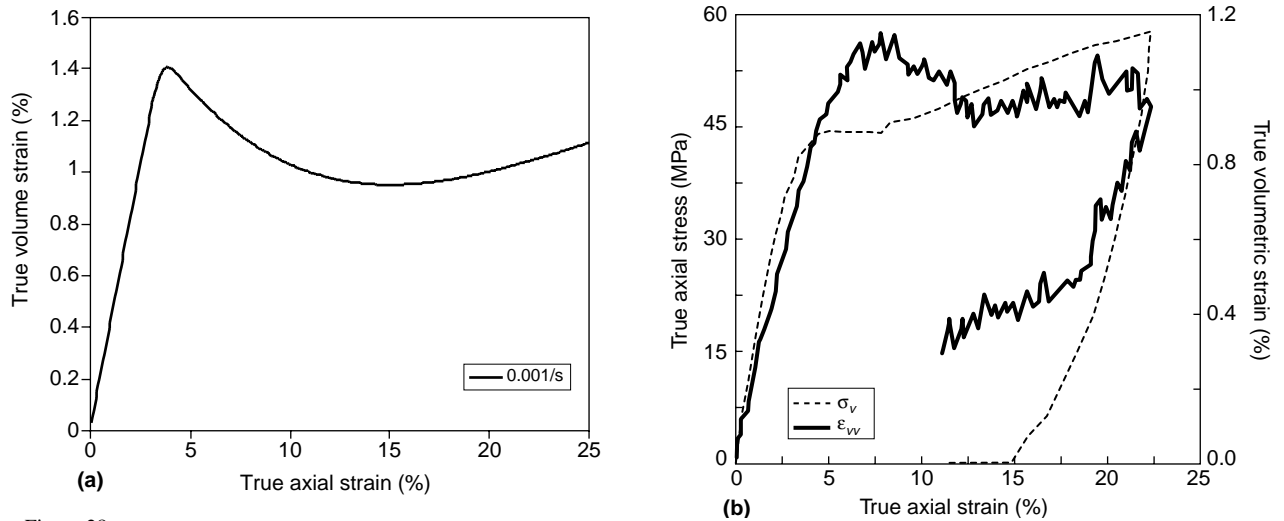 1.6
1.4
1.2
1
0.8
0.6
0.4
0.2
0
True volume strain (%)
0.001/s
0 5 10 15 20 25
(a)
True axial strain (%)
60
45
30
15
0
True axial stress (MPa)
1.2
0.8
0.4
0.0
True volumetric strain (%)
σv
εvv
0 5 10 15 20 25
(b)
True axial strain (%)